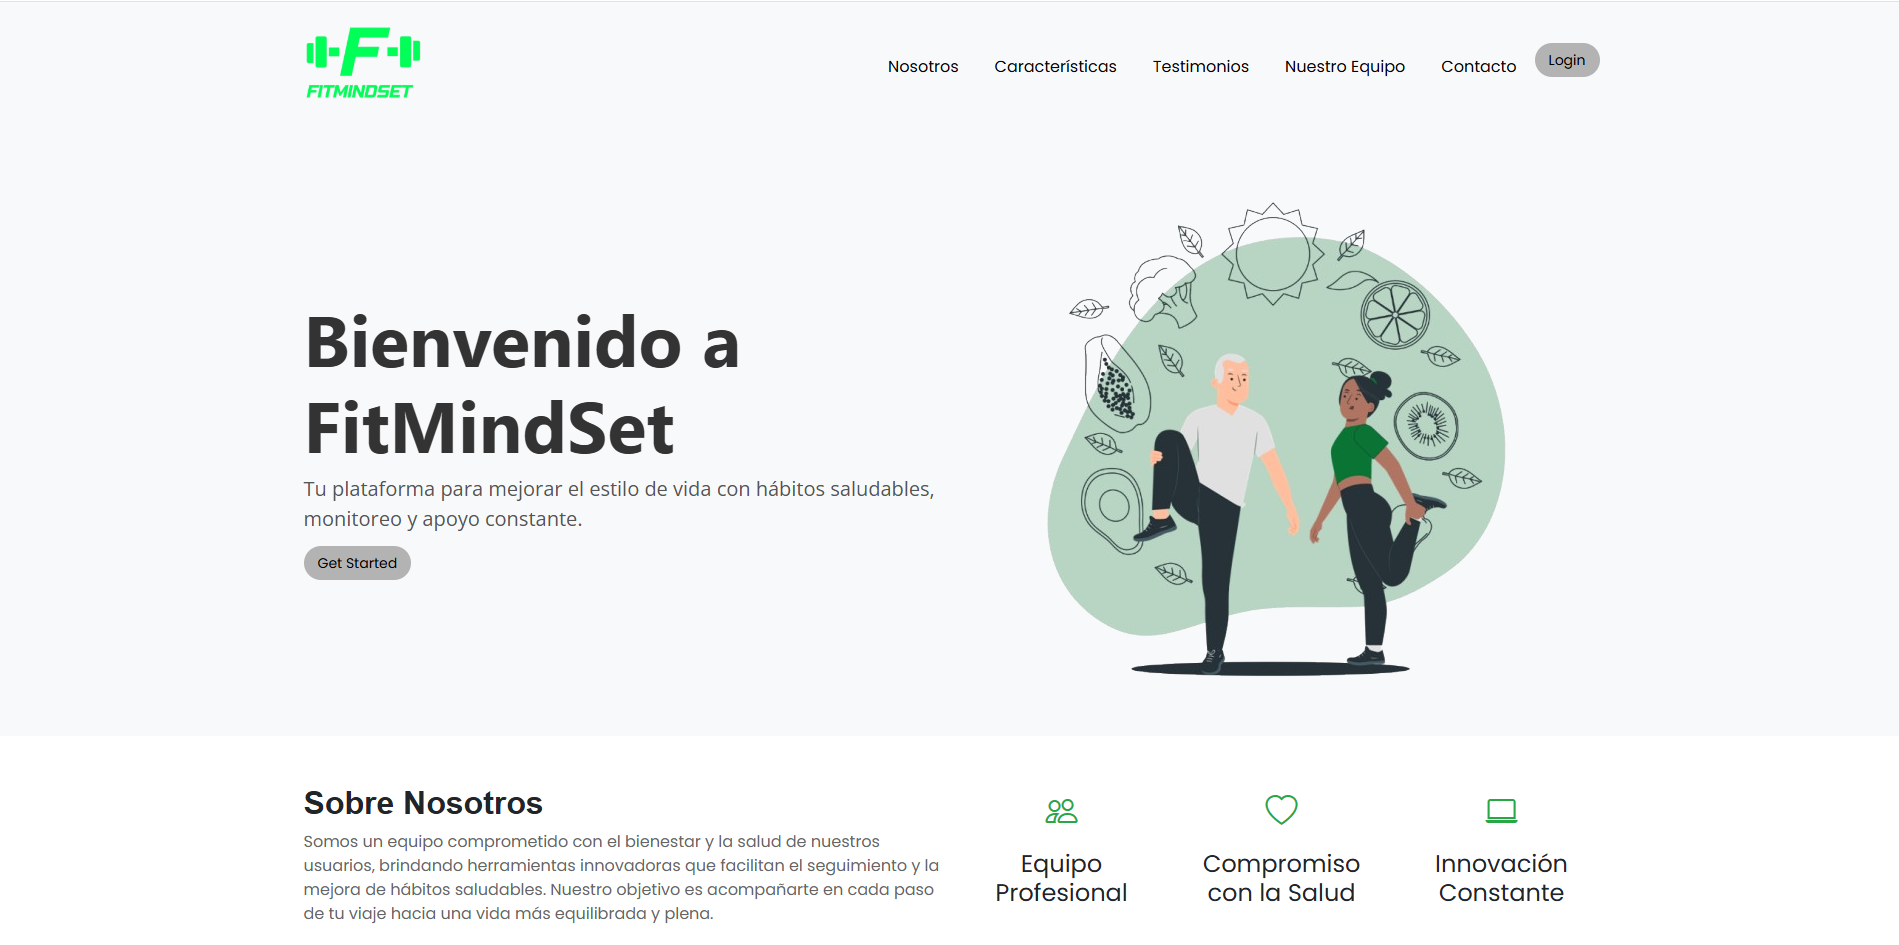 F
FITMINDSET
Nosotros
Características
Testimonios
Nuestro Equipo
Contacto
Login
Bienvenido a
FitMindSet
Tu plataforma para mejorar el estilo de vida con hábitos saludables,
monitoreo y apoyo constante.
Get Started
Sobre Nosotros
Somos un equipo comprometido con el bienestar y la salud de nuestros
usuarios, brindando herramientas innovadoras que facilitan el seguimiento y la
mejora de hábitos saludables. Nuestro objetivo es acompañarte en cada paso
de tu viaje hacia una vida más equilibrada y plena.
Equipo
Profesional
Compromiso
con la Salud
Innovación
Constante